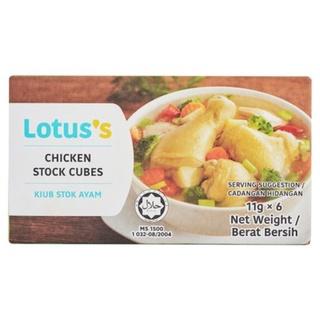 Lotus's
CHICKEN
STOCK CUBES
KIUB STOK AYAM
حلال
MS 1500
1 032-08/2004
SERVING SUGGESTION/
CADANGAN HIDANGAN
11g × 6
Net Weight /
Berat Bersih